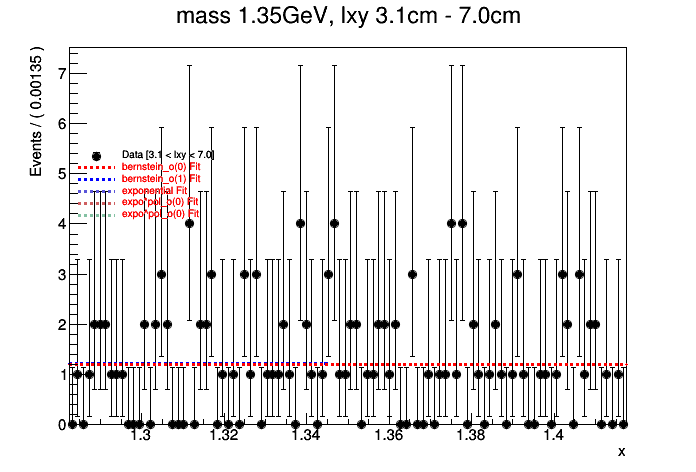 mass 1.35GeV, lxy 3.1cm - 7.0cm
Events / ( 0.00135 )
7
6
5
4
3
2
1
0
Data [3.1 < lxy < 7.0]
bernstein_o(0) Fit
bernstein_o(1) Fit
exponential Fit
expo*pol_o(0) Fit
expo*pol_o(0) Fit
1.3 1.32 1.34 1.36 1.38 1.4
x